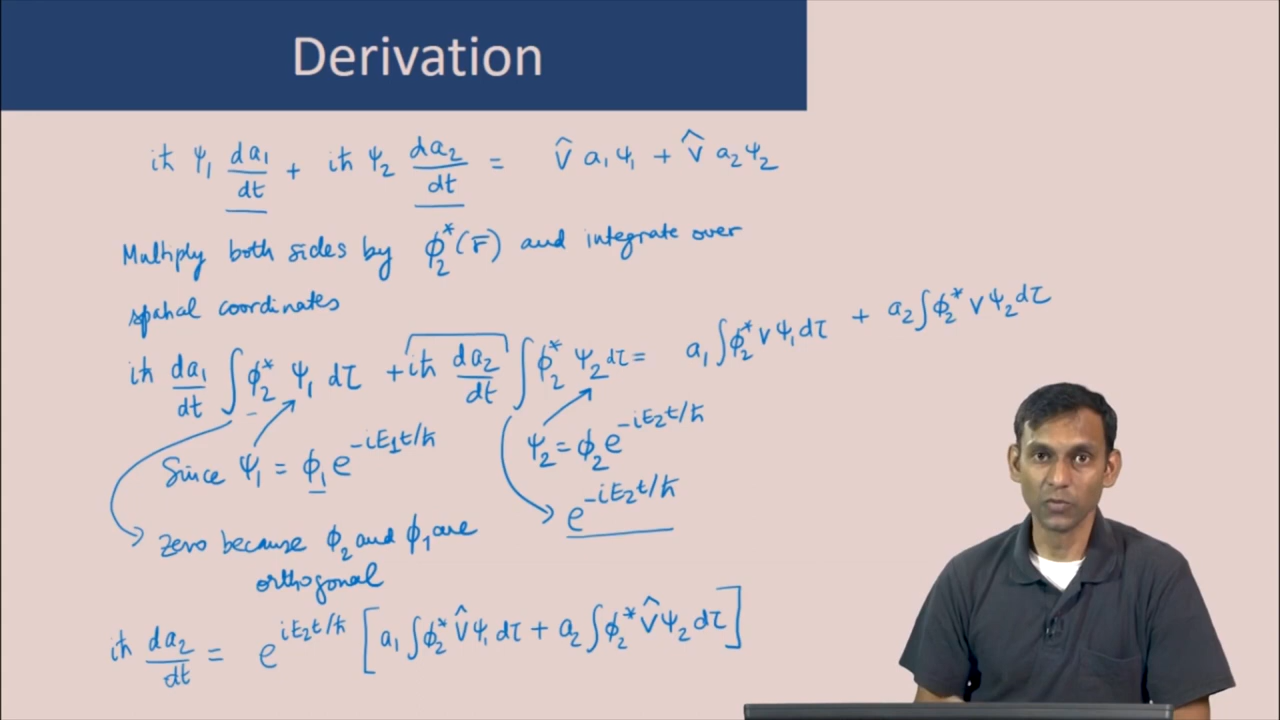 Derivation
iħ ψ₁ da₁/dt + iħ ψ₂ da₂/dt = V̂ a₁ψ₁ + V̂ a₂ψ₂
Multiply both sides by ϕ₂*(r̄) and integrate over
spatial coordinates
iħ da₁/dt ∫ϕ₂* ψ₁ dτ + iħ da₂/dt ∫ϕ₂* ψ₂ dτ = a₁∫ϕ₂* V ψ₁ dτ + a₂∫ϕ₂* V ψ₂ dτ
Since ψ₁ = ϕ₁ e^(-iE₁t/ħ) ψ₂ = ϕ₂ e^(-iE₂t/ħ)
e^(-iE₂t/ħ)
Zero because ϕ₂ and ϕ₁ are
orthogonal
iħ da₂/dt = e^(iE₂t/ħ) [a₁∫ϕ₂* V̂ ψ₁ dτ + a₂∫ϕ₂* V̂ ψ₂ dτ]